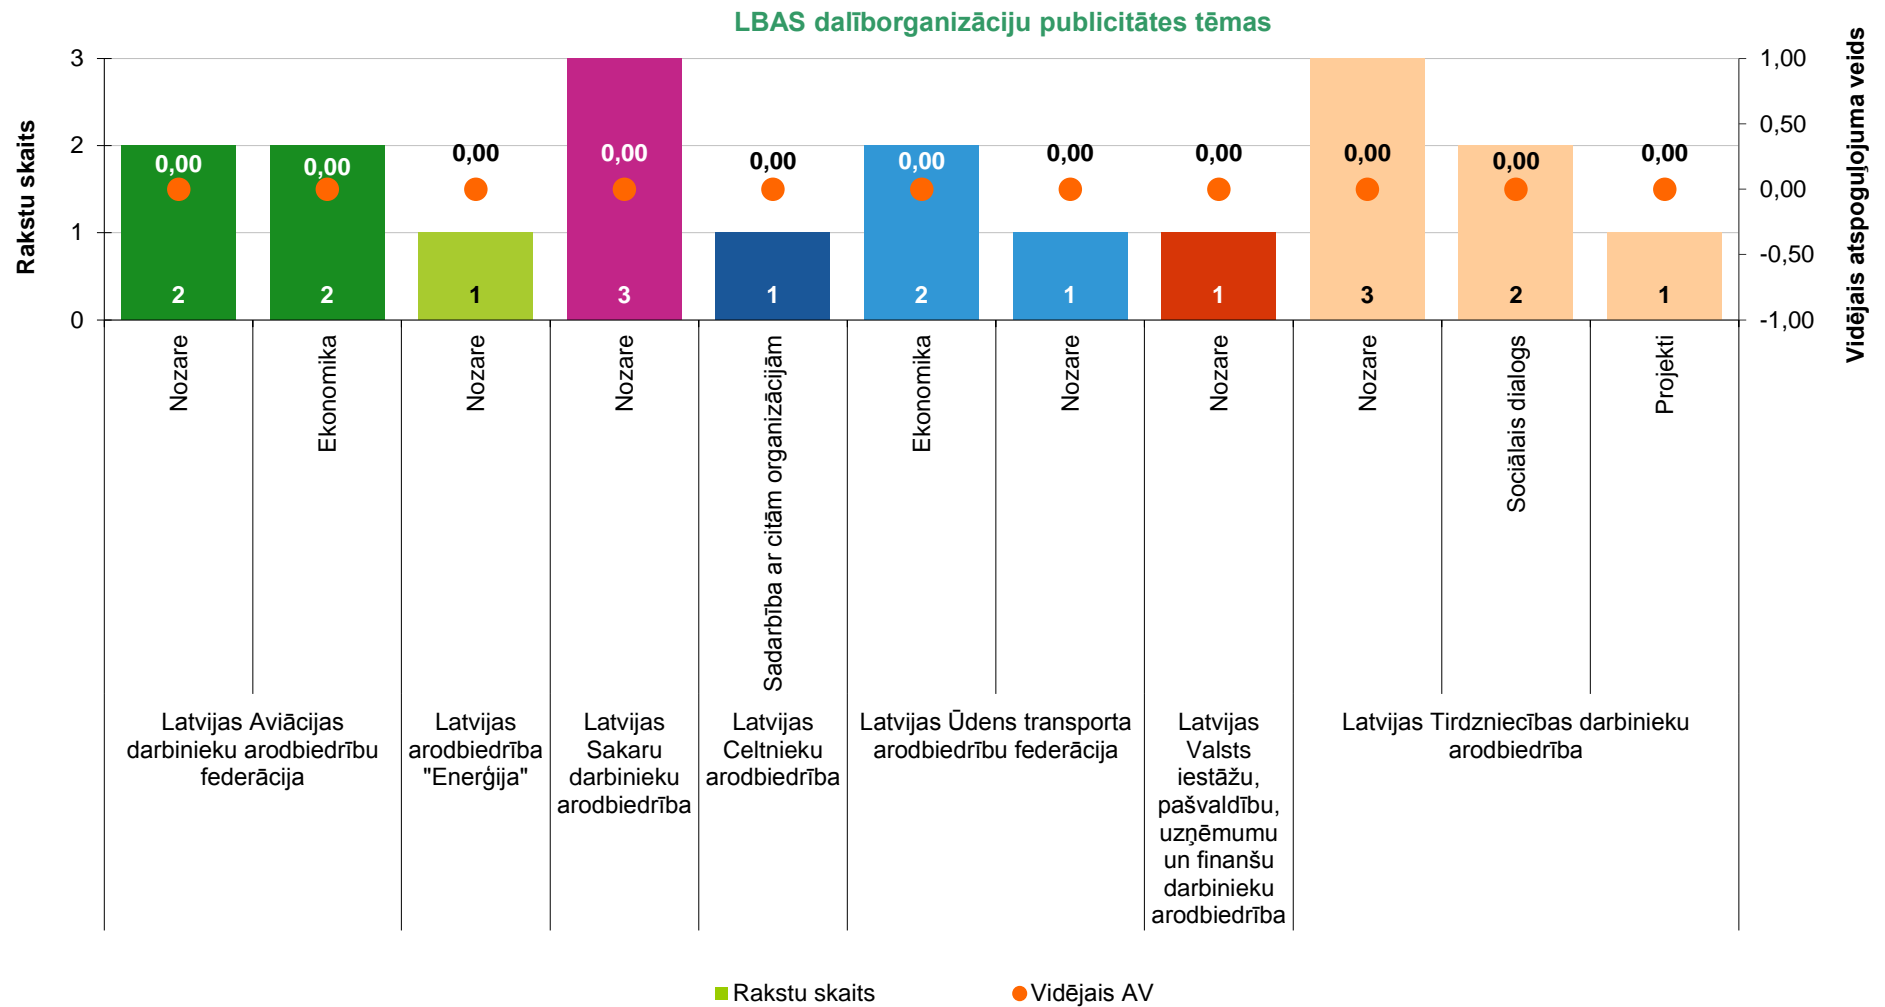 LBAS dalīborganizāciju publicitātes tēmas
Rakstu skaits
3
2
1
0
1,00
0,50
0,00
-0,50
-1,00
Vidējais atspoguļojuma veids
0,00
0,00
0,00
0,00
0,00
0,00
0,00
0,00
0,00
0,00
0,00
2
2
1
3
1
2
1
1
3
2
1
Nozare
Ekonomika
Nozare
Nozare
Sadarbība ar citām organizācijām
Ekonomika
Nozare
Nozare
Nozare
Sociālais dialogs
Projekti
Latvijas Aviācijas
darbinieku arodbiedrību
federācija
Latvijas
arodbiedrība
"Enerģija"
Latvijas
Sakaru
darbinieku
arodbiedrība
Latvijas
Celtnieku
arodbiedrība
Latvijas Ūdens transporta
arodbiedrību federācija
Latvijas
Valsts
iestāžu,
pašvaldību,
uzņēmumu
un finanšu
darbinieku
arodbiedrība
Latvijas Tirdzniecības darbinieku
arodbiedrība
Rakstu skaits
Vidējais AV